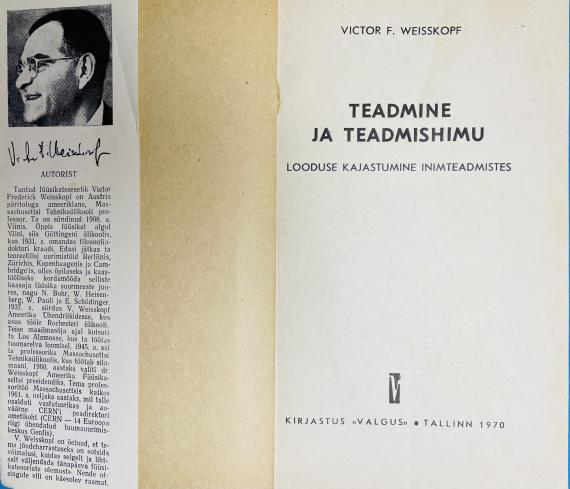 Victor F. Weisskopf
AUTORIST
Tuntud füüsikateoreetik Victor
Frederick Weisskopf on Austria
päritoluga ameeriklane, Mas-
sachusettsi Tehnikaülikooli pro-
fessor. Ta on sündinud 1908. a.
Viinis. Õppis füüsikat algul
Viini, siis Göttingeni ülikoolis,
kus 1931. a. omandas filosoofia-
doktori kraadi. Edasi jätkas ta
teoreetilisi uurimistöid Berliinis,
Zürichis, Kopenhaagenis ja Cam-
bridge'is, olles õpilaseks ja kaas-
tööliseks kordamööda selliste
kaasaja füüsika suurmeeste juu-
res, nagu N. Bohr, W. Heisen-
berg, W. Pauli ja E. Schödinger.
1937. a. siirdus V. Weisskopf
Ameerika Ühendriikidesse, kus
asus tööle Rochesteri ülikooli.
Teise maailmasõja ajal kutsuti
ta Los Alamosse, kus ta töötas
tuumarelva loomisel. 1945. a. sai
ta professoriks Massachusettsi
Tehnikaülikoolis, kus töötab siia-
maani. 1960. aastaks valiti dr.
Weisskopf Ameerika Füüsika-
seltsi presidendiks. Tema profes-
soritöö Massachusettsis katkes
1961. a. neljaks aastaks, mil talle
usaldati vastutusrikas ja au-
väärne CERN'i peadirektori
ametikoht (CERN — 14 Euroopa
riigi ühendatud tuumauurimis-
keskus Genfis).
V. Weisskopf on öelnud, et te-
ma jõudeharrastuseks on «otsida
võimalusi, kuidas selgelt ja liht-
salt väljendada tänapäeva füüsi-
kateooriate olemust». Nende ot-
singute vili on käesolev raamat.
VICTOR F. WEISSKOPF
TEADMINE
JA TEADMISHIMU
LOODUSE KAJASTUMINE INIMTEADMISTES
V
KIRJASTUS «VALGUS» • TALLINN 1970